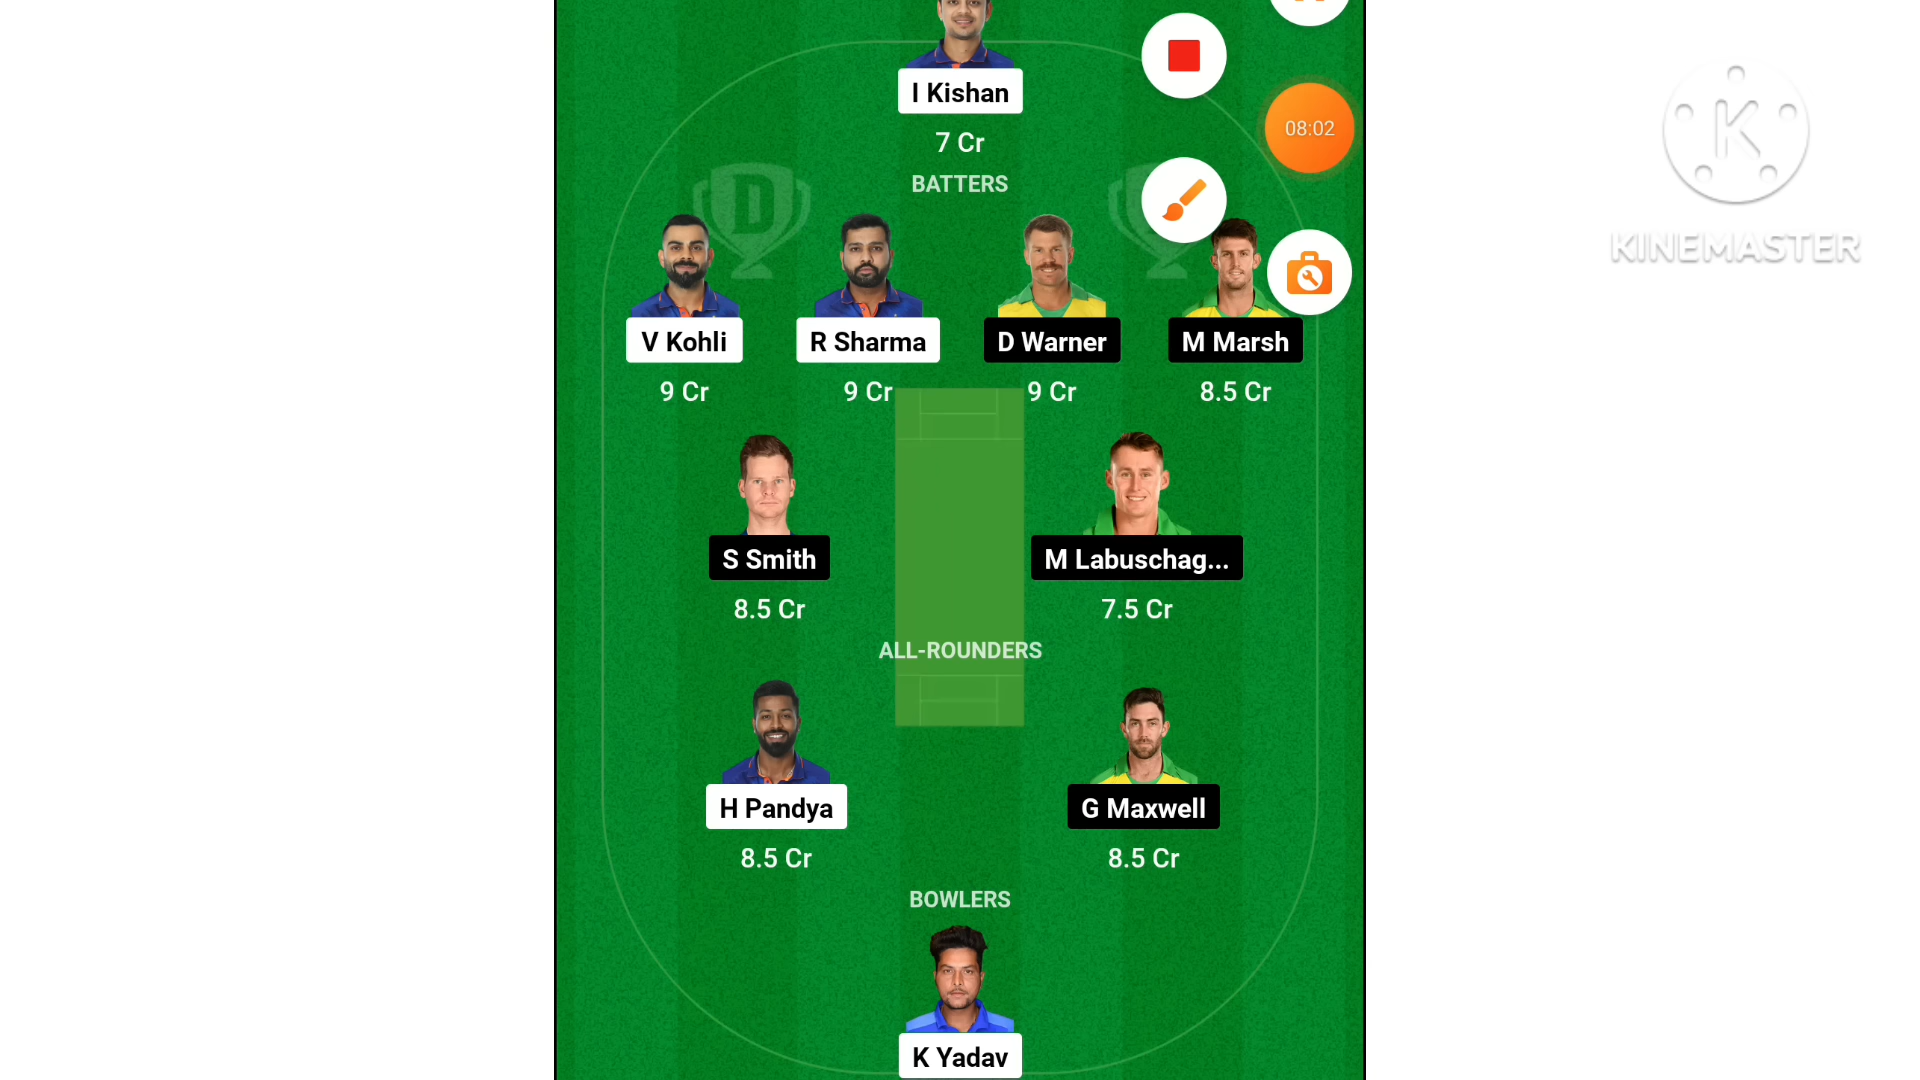 I Kishan
7 Cr
08:02
K
KINEMASTER
BATTERS
D
V Kohli
R Sharma
D Warner
M Marsh
9 Cr
9 Cr
9 Cr
8.5 Cr
S Smith
M Labuschag...
8.5 Cr
7.5 Cr
ALL-ROUNDERS
H Pandya
G Maxwell
8.5 Cr
8.5 Cr
BOWLERS
K Yadav